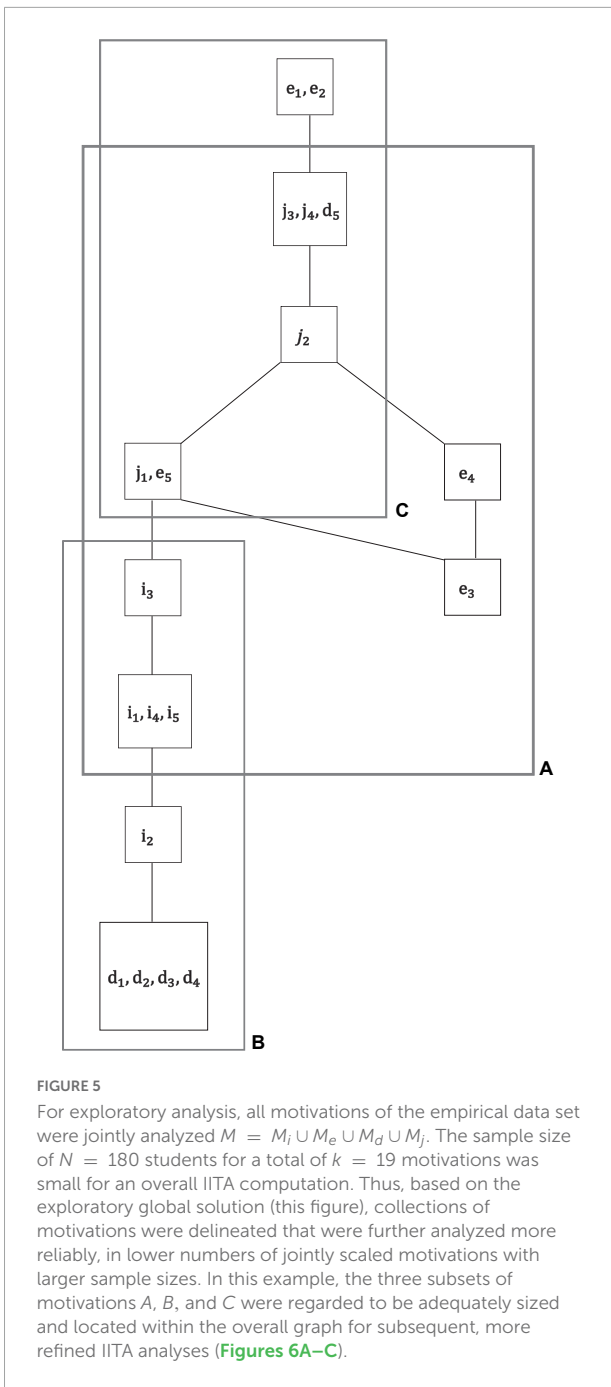 e₁, e₂
j₃, j₄, d₅
j₂
j₁, e₅
e₄
C
i₃
e₃
i₁, i₄, i₅
A
i₂
d₁, d₂, d₃, d₄
B
FIGURE 5
For exploratory analysis, all motivations of the empirical data set
were jointly analyzed M = Mᵢ ∪ Mₑ ∪ M_d ∪ Mⱼ. The sample size
of N = 180 students for a total of k = 19 motivations was
small for an overall IITA computation. Thus, based on the
exploratory global solution (this figure), collections of
motivations were delineated that were further analyzed more
reliably, in lower numbers of jointly scaled motivations with
larger sample sizes. In this example, the three subsets of
motivations A, B, and C were regarded to be adequately sized
and located within the overall graph for subsequent, more
refined IITA analyses (Figures 6A–C).